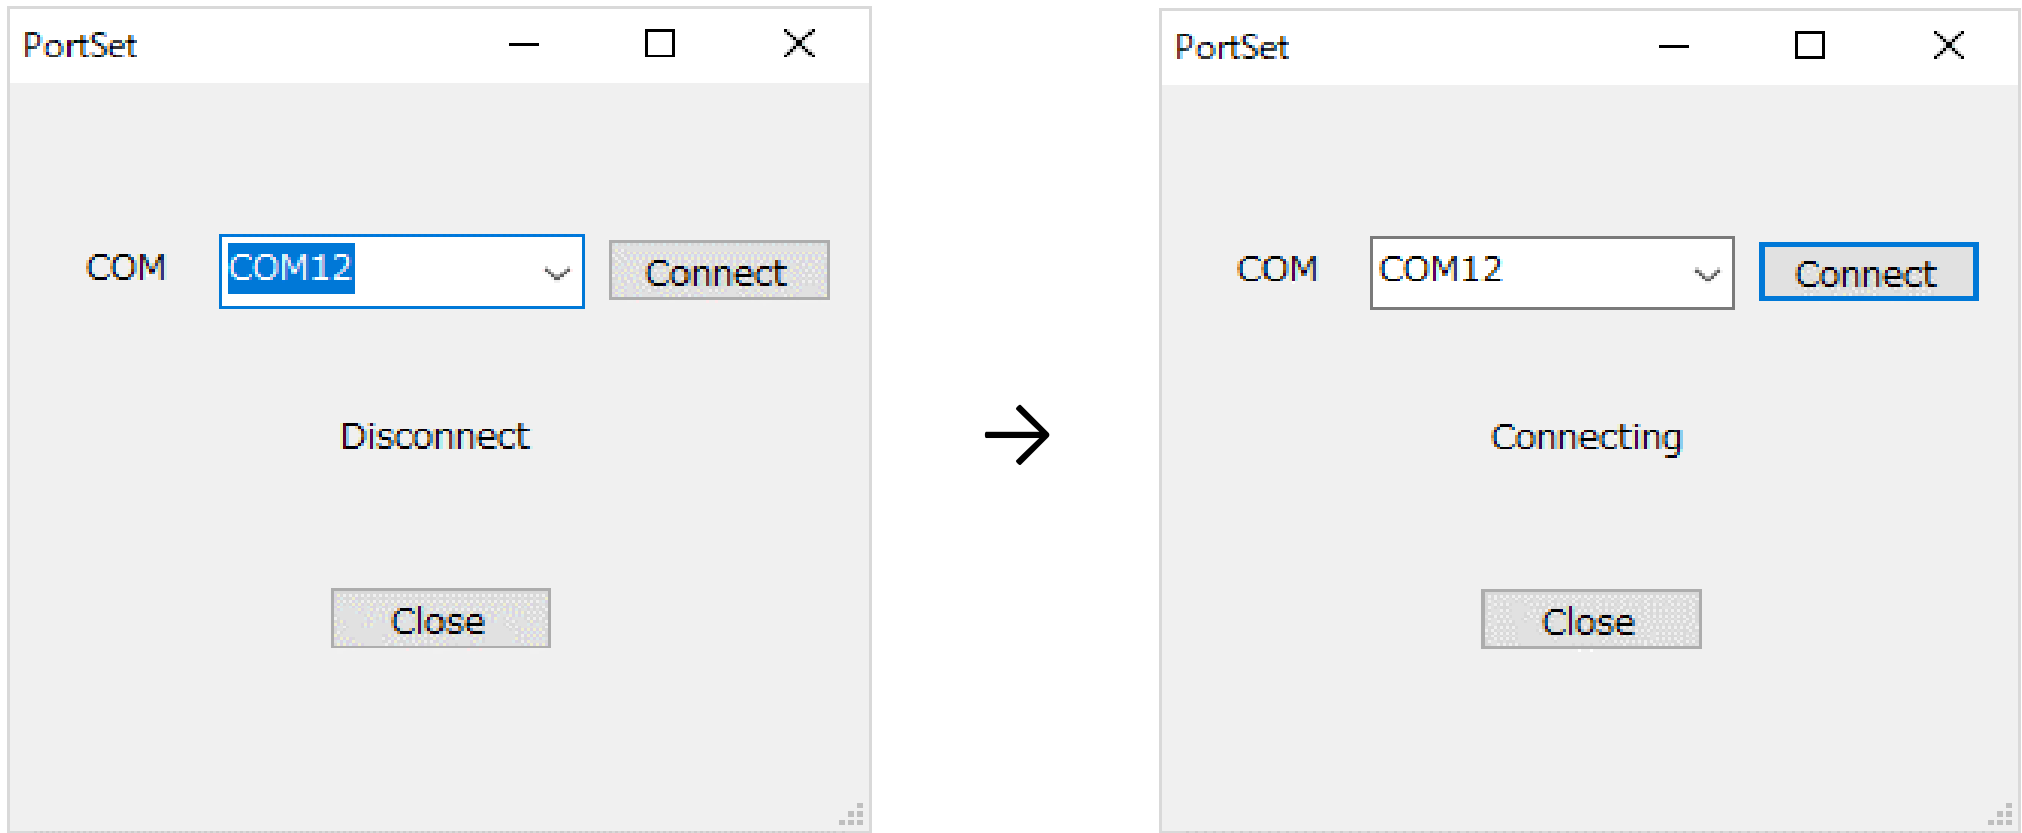 PortSet
COM COM12 Connect
Disconnect
Close
→
PortSet
COM COM12 Connect
Connecting
Close